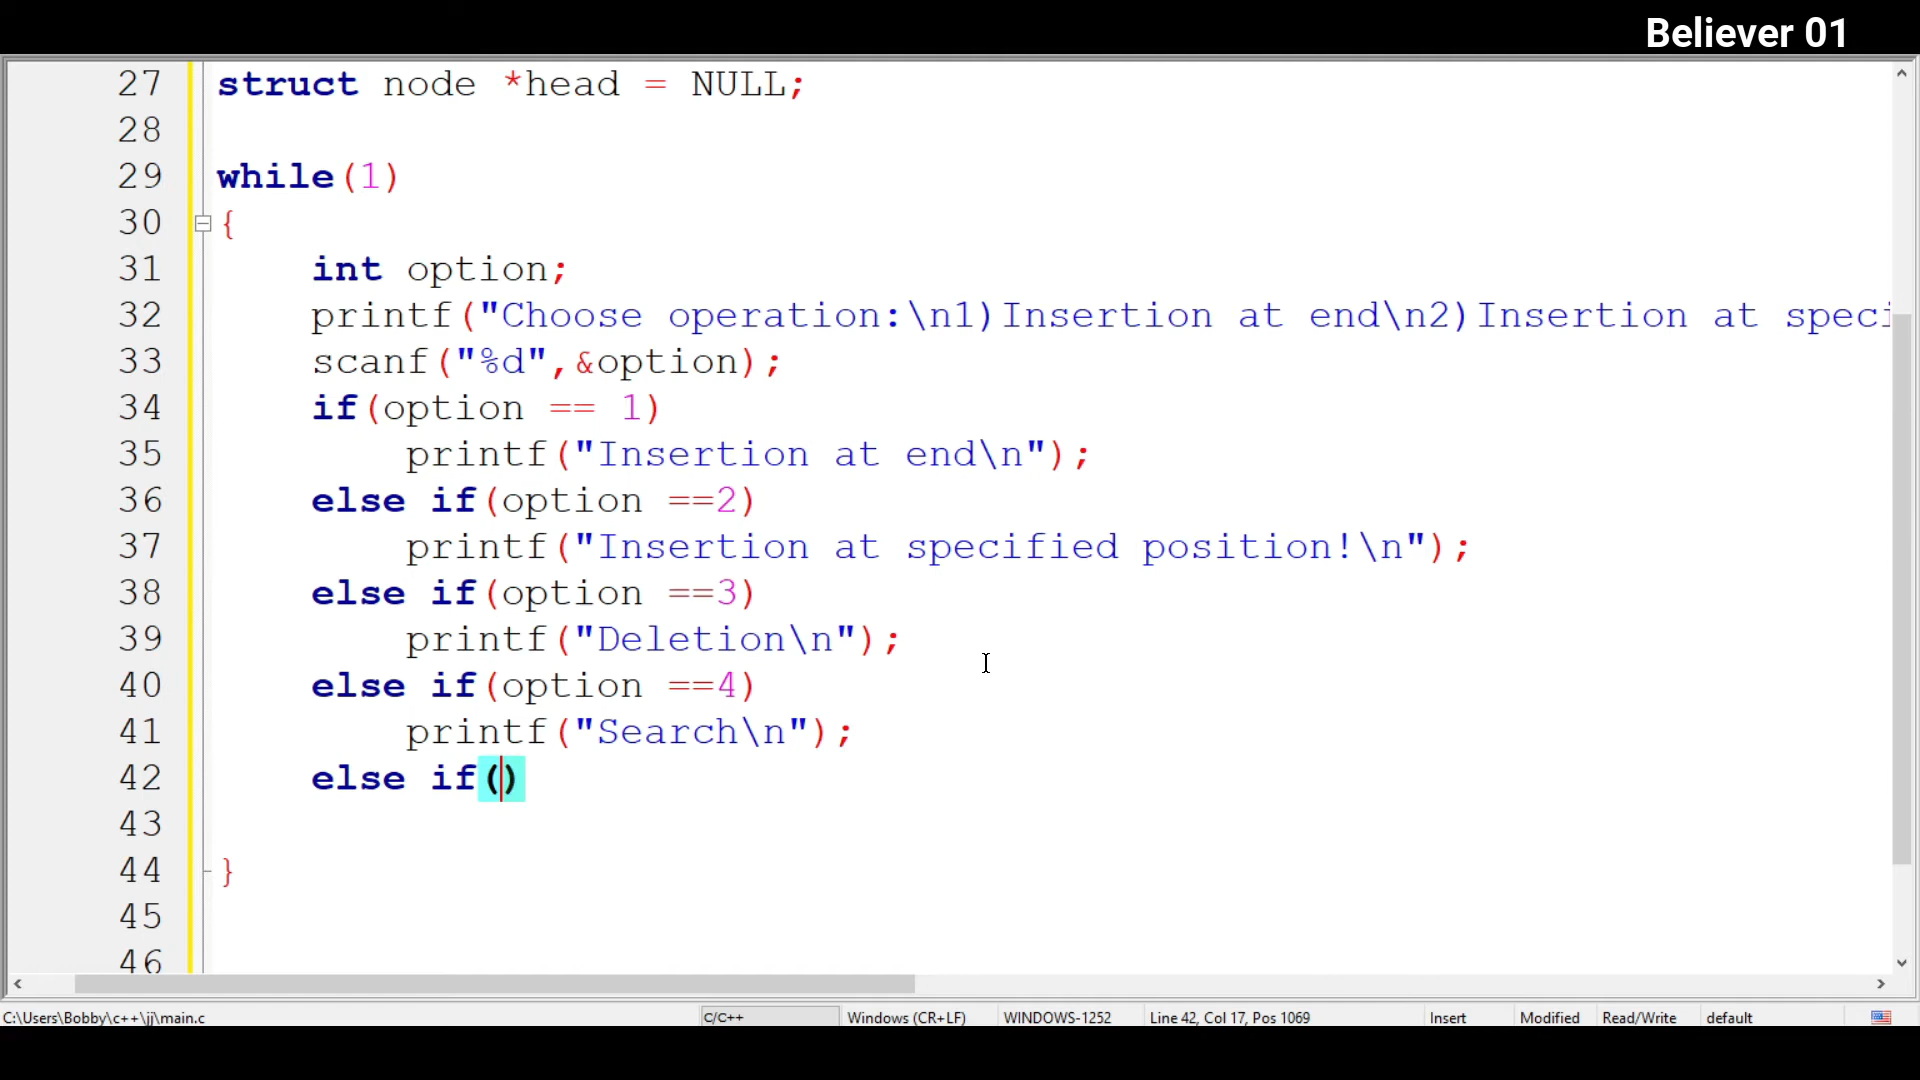 Believer 01
27 struct node *head = NULL;
28
29 while(1)
30 {
31 int option;
32 printf("Choose operation:\n1)Insertion at end\n2)Insertion at speci
33 scanf("%d",&option);
34 if(option == 1)
35 printf("Insertion at end\n");
36 else if(option ==2)
37 printf("Insertion at specified position!\n");
38 else if(option ==3)
39 printf("Deletion\n");
40 else if(option ==4)
41 printf("Search\n");
42 else if()
43
44 }
45
46
C:\Users\Bobby\c++\jj\main.c C/C++ Windows (CR+LF) WINDOWS-1252 Line 42, Col 17, Pos 1069 Insert Modified Read/Write default